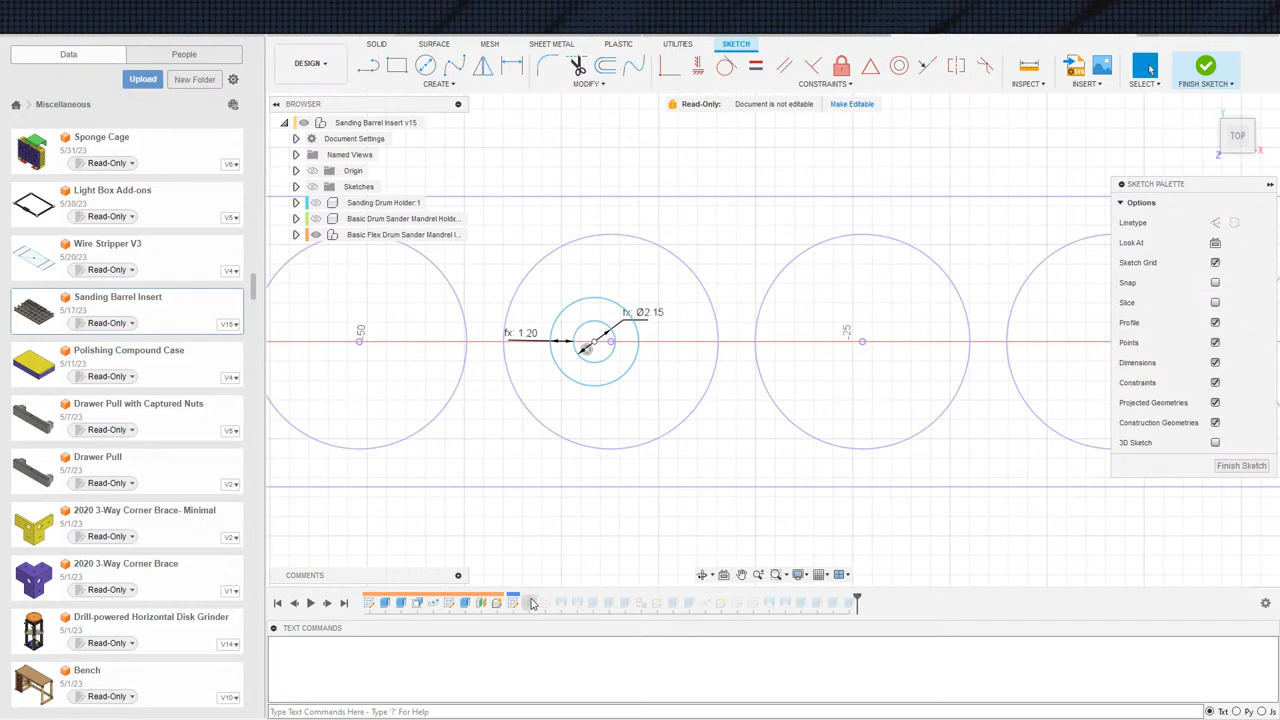 Data People
Upload New Folder
Miscellaneous
Sponge Cage
5/31/23
Read-Only V6
Light Box Add-ons
5/30/23
Read-Only V5
Wire Stripper V3
5/20/23
Read-Only V4
Sanding Barrel Insert
5/17/23
Read-Only V15
Polishing Compound Case
5/11/23
Read-Only V4
Drawer Pull with Captured Nuts
5/7/23
Read-Only V5
Drawer Pull
5/7/23
Read-Only V2
2020 3-Way Corner Brace- Minimal
5/1/23
Read-Only V2
2020 3-Way Corner Brace
5/1/23
Read-Only V1
Drill-powered Horizontal Disk Grinder
5/1/23
Read-Only V14
Bench
5/1/23
Read-Only V10
SOLID SURFACE MESH SHEET METAL PLASTIC UTILITIES SKETCH
DESIGN
CREATE MODIFY CONSTRAINTS INSPECT INSERT SELECT FINISH SKETCH
BROWSER
Read-Only: Document is not editable Make Editable
Sanding Barrel Insert v15
Document Settings
Named Views
Origin
Sketches
Sanding Drum Holder:1
Basic Drum Sander Mandrel Holde...
Basic Flex Drum Sander Mandrel I...
TOP
X
Y
Z
fx: Ø2.15
fx: 1.20
-50
-25
SKETCH PALETTE
Options
Linetype
Look At
Sketch Grid
Snap
Slice
Profile
Points
Dimensions
Constraints
Projected Geometries
Construction Geometries
3D Sketch
Finish Sketch
COMMENTS
TEXT COMMANDS
Type Text Commands Here - Type '?' For Help
Txt Py Js